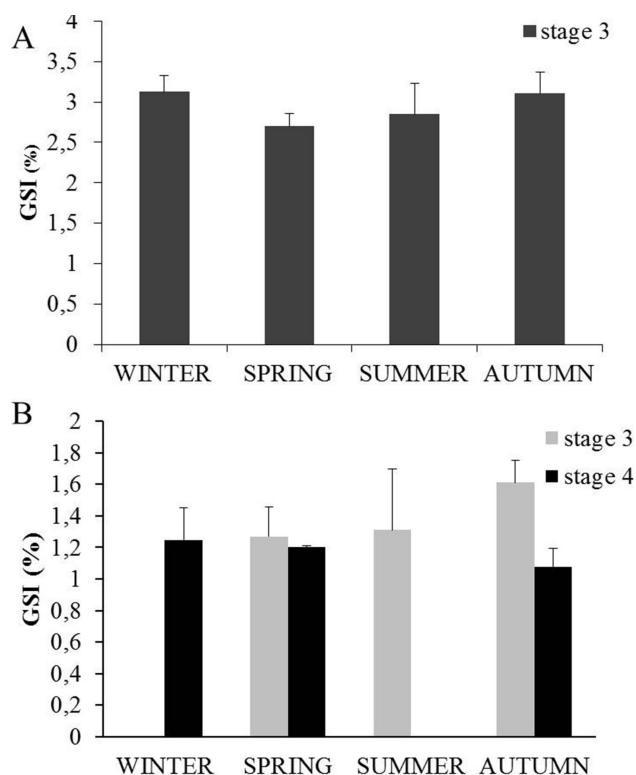 A
stage 3
4
3,5
3
2,5
2
1,5
1
0,5
0
GSI (%)
WINTER SPRING SUMMER AUTUMN
B
stage 3
stage 4
2
1,8
1,6
1,4
1,2
1
0,8
0,6
0,4
0,2
0
GSI (%)
WINTER SPRING SUMMER AUTUMN